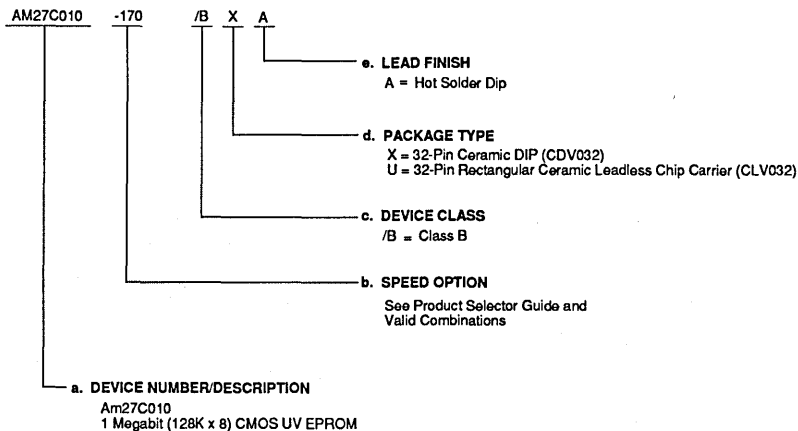 AM27C010 -170 /B X A
e. LEAD FINISH
A = Hot Solder Dip
d. PACKAGE TYPE
X = 32-Pin Ceramic DIP (CDV032)
U = 32-Pin Rectangular Ceramic Leadless Chip Carrier (CLV032)
c. DEVICE CLASS
/B = Class B
b. SPEED OPTION
See Product Selector Guide and
Valid Combinations
a. DEVICE NUMBER/DESCRIPTION
Am27C010
1 Megabit (128K x 8) CMOS UV EPROM